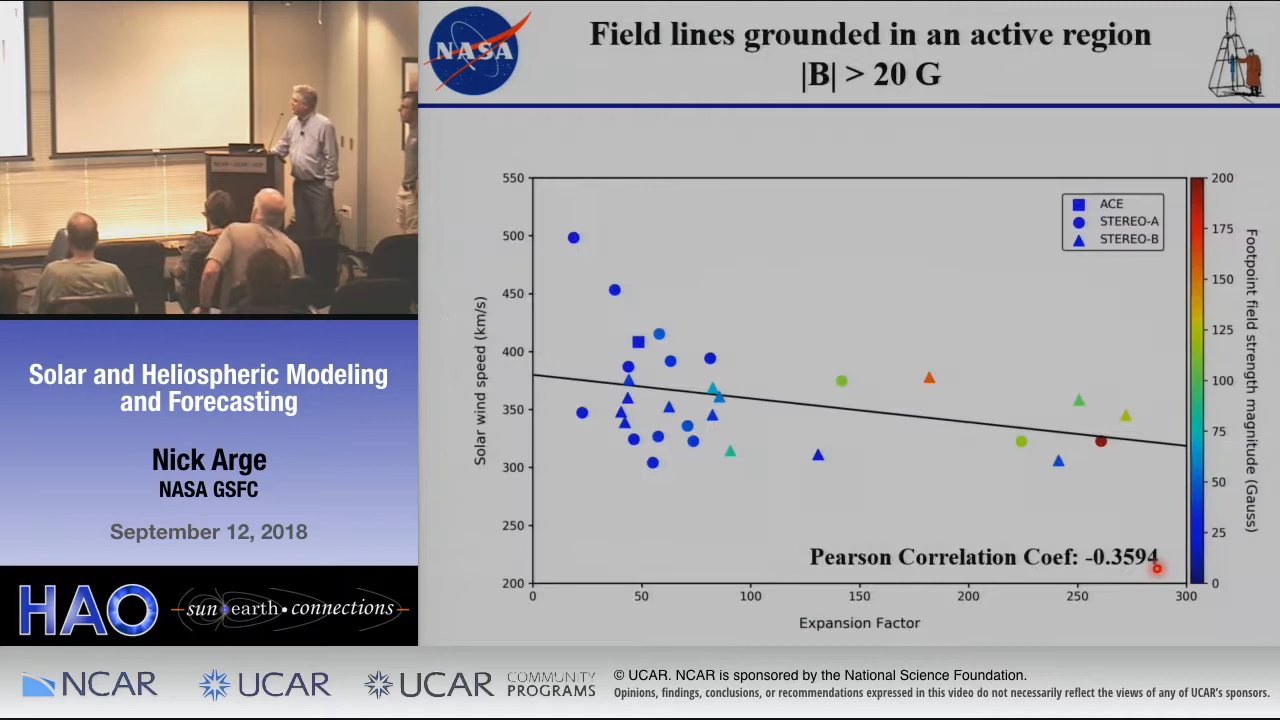 NASA
Field lines grounded in an active region
|B| > 20 G
550
500
450
400
350
300
250
200
Solar wind speed (km/s)
ACE
STEREO-A
STEREO-B
Pearson Correlation Coef: -0.3594
0
50
100
150
200
250
300
Expansion Factor
200
175
150
125
100
75
50
25
0
Footpoint field strength magnitude (Gauss)
Solar and Heliospheric Modeling
and Forecasting
Nick Arge
NASA GSFC
September 12, 2018
HAO
sun earth connections
NCAR
UCAR
UCAR
COMMUNITY
PROGRAMS
© UCAR. NCAR is sponsored by the National Science Foundation.
Opinions, findings, conclusions, or recommendations expressed in this video do not necessarily reflect the views of any of UCAR's sponsors.